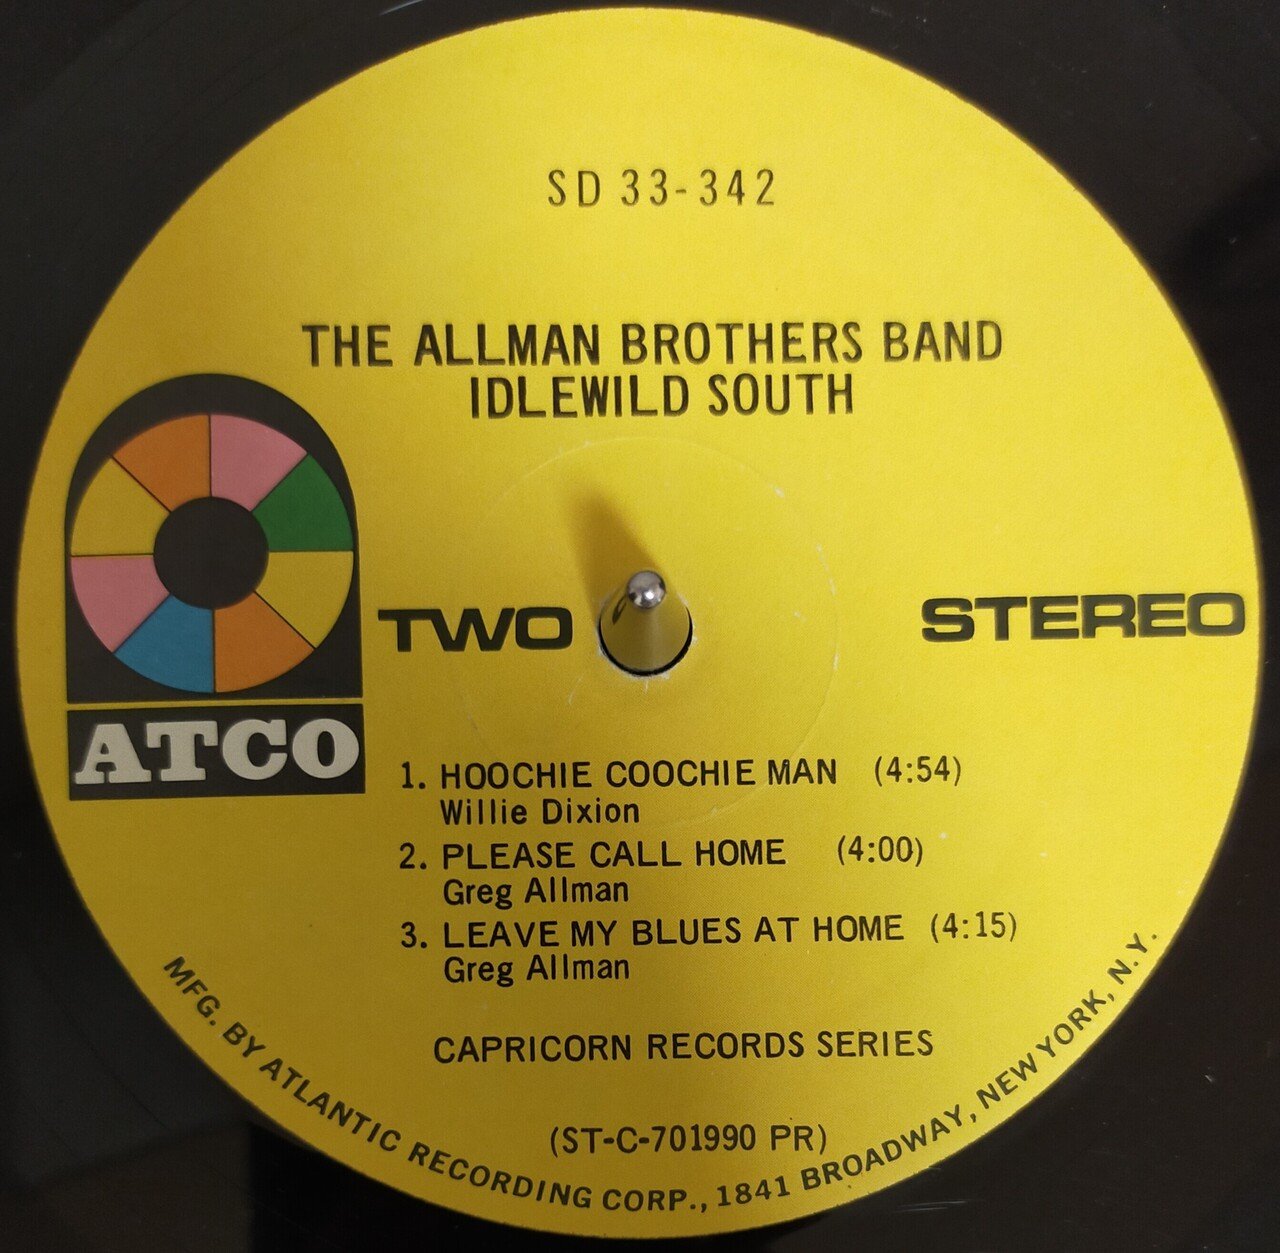 SD 33-342
THE ALLMAN BROTHERS BAND
IDLEWILD SOUTH
TWO
STEREO
ATCO
1. HOOCHIE COOCHIE MAN (4:54)
Willie Dixion
2. PLEASE CALL HOME (4:00)
Greg Allman
3. LEAVE MY BLUES AT HOME (4:15)
Greg Allman
CAPRICORN RECORDS SERIES
(ST-C-701990 PR)
MFG. BY ATLANTIC RECORDING CORP., 1841 BROADWAY, NEW YORK, N.Y.